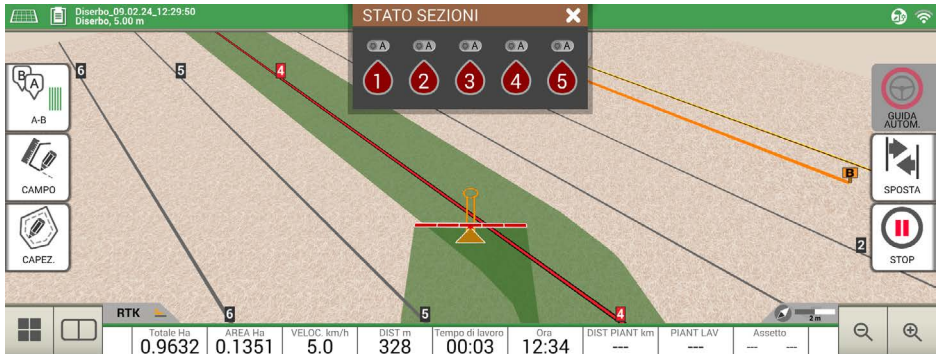 Diserbo_09.02.24_12:29:50
Diserbo, 5.00 m
STATO SEZIONI
A A A A A
1 2 3 4 5
B A
A-B
CAMPO
CAPEZ.
6
5
4
B
2
6
5
4
GUIDA
AUTOM.
SPOSTA
STOP
RTK
2 m
Totale Ha AREA Ha VELOC. km/h DIST m Tempo di lavoro Ora DIST PIANT km PIANT LAV Assetto
0.9632 0.1351 5.0 328 00:03 12:34 --- --- --- ---